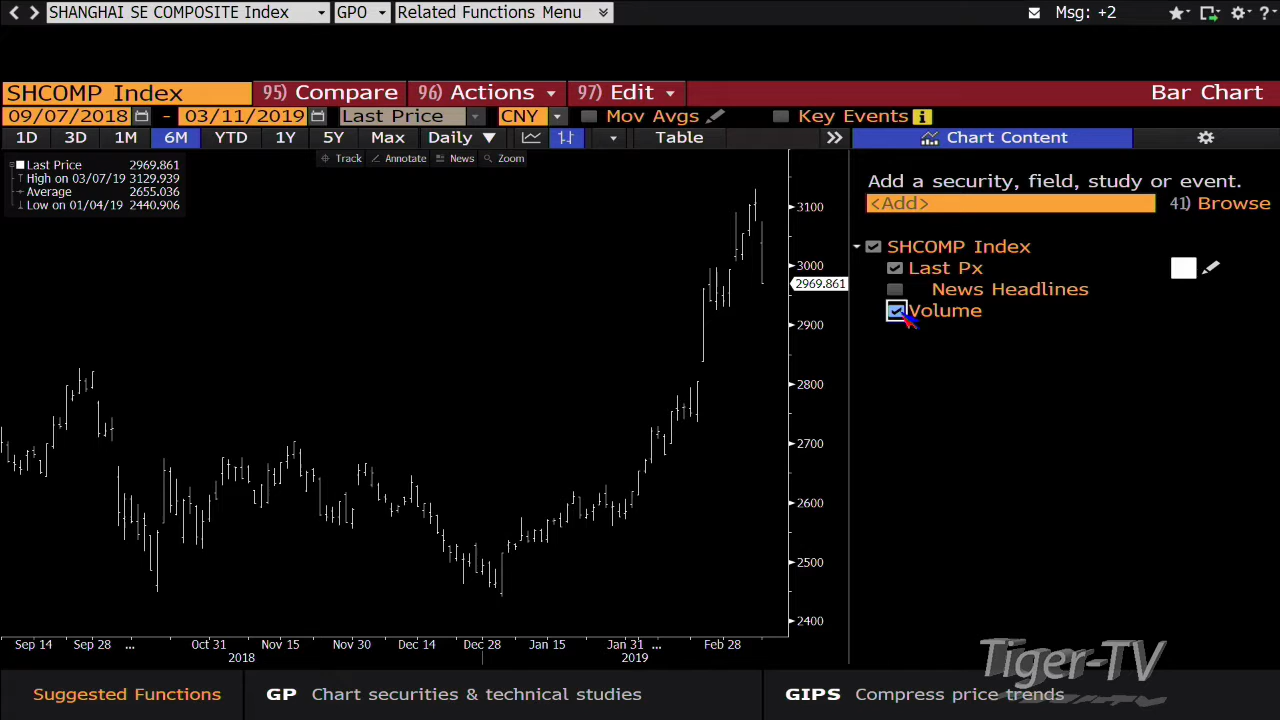 SHANGHAI SE COMPOSITE Index GPO Related Functions Menu Msg: +2 ?
SHCOMP Index 95) Compare 96) Actions 97) Edit Bar Chart
09/07/2018 - 03/11/2019 Last Price CNY Mov Avgs Key Events i
1D 3D 1M 6M YTD 1Y 5Y Max Daily ▼ Table >> Chart Content
Track Annotate News Zoom
Last Price 2969.861
High on 03/07/19 3129.939
Average 2655.036
Low on 01/04/19 2440.906
Add a security, field, study or event.
<Add> 41) Browse
SHCOMP Index
Last Px
News Headlines
Volume
3100
3000
2969.861
2900
2800
2700
2600
2500
2400
Sep 14 Sep 28 ... Oct 31 Nov 15 Nov 30 Dec 14 Dec 28 Jan 15 Jan 31 ... Feb 28
2018 2019
Tiger-TV
Suggested Functions GP Chart securities & technical studies GIPS Compress price trends